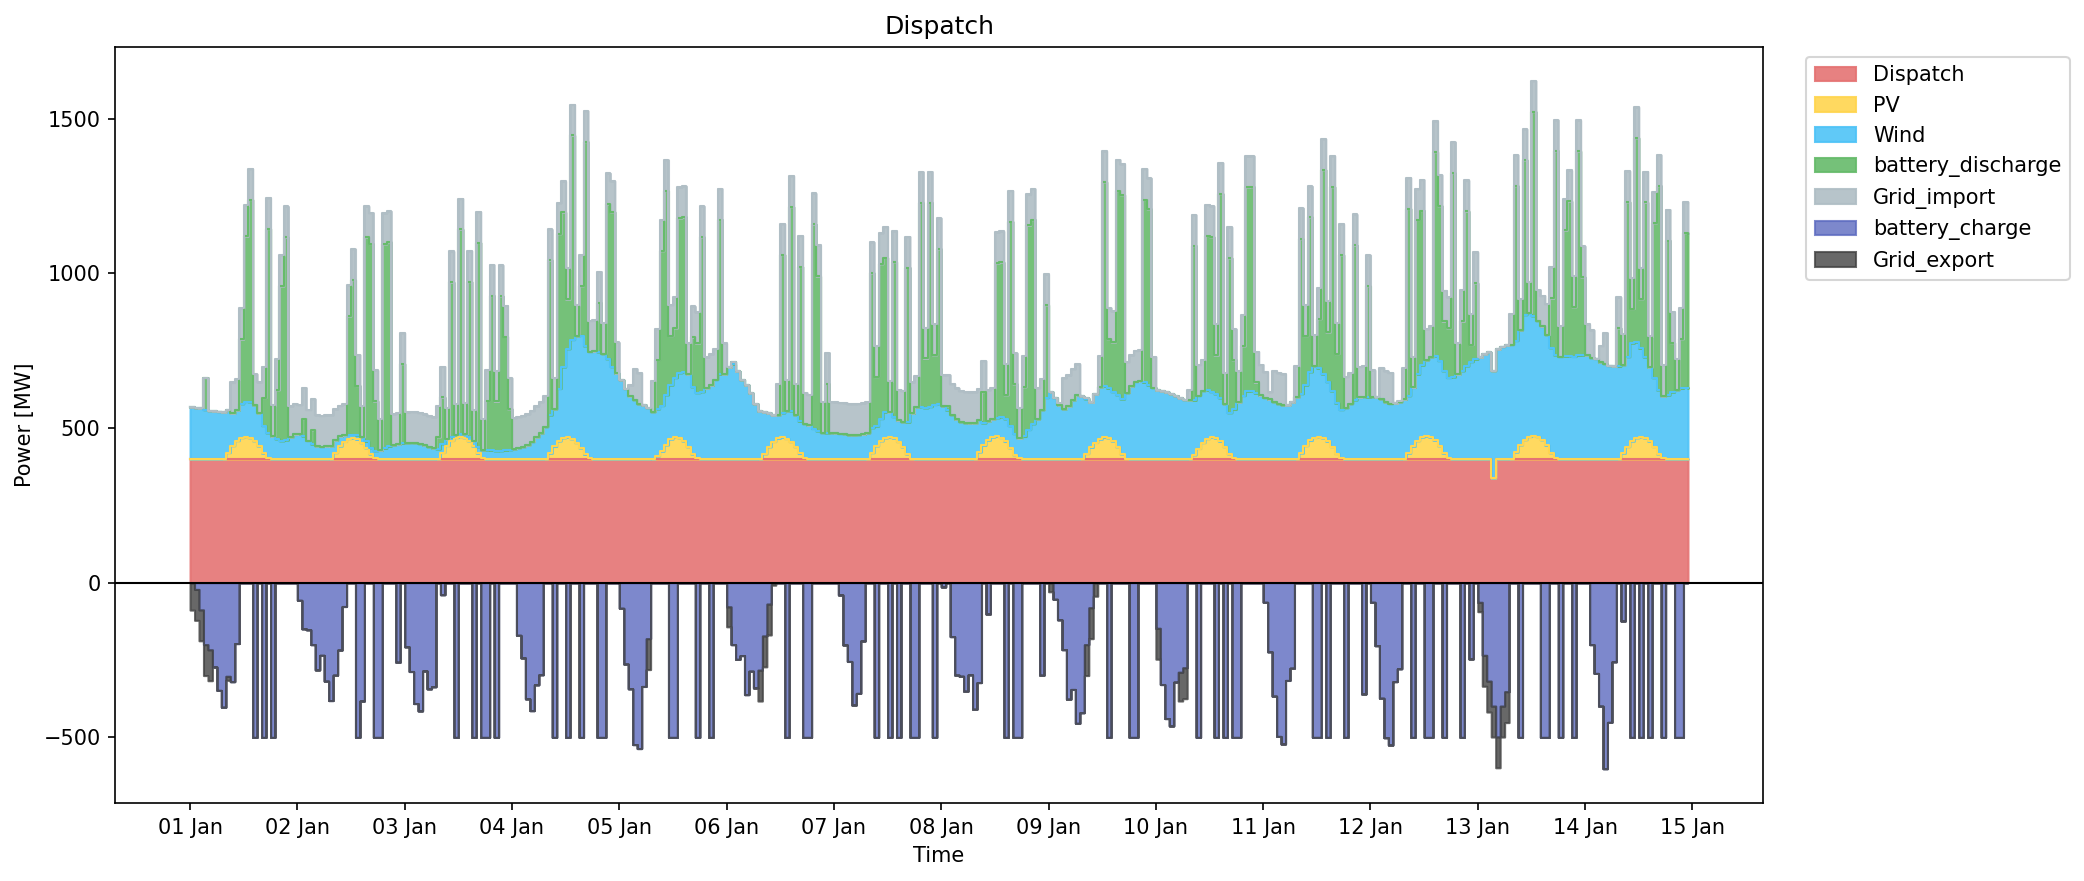 Dispatch
Power [MW]
1500
1000
500
0
−500
01 Jan
02 Jan
03 Jan
04 Jan
05 Jan
06 Jan
07 Jan
08 Jan
09 Jan
10 Jan
11 Jan
12 Jan
13 Jan
14 Jan
15 Jan
Time
Dispatch
PV
Wind
battery_discharge
Grid_import
battery_charge
Grid_export